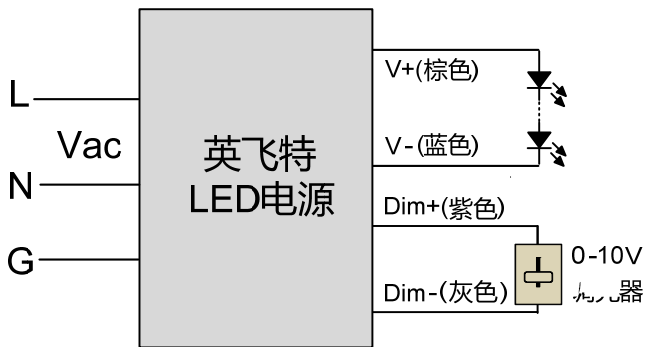 L
Vac
N
G
英飞特
LED电源
V+(棕色)
V-(蓝色)
Dim+(紫色)
Dim-(灰色)
0-10V
器